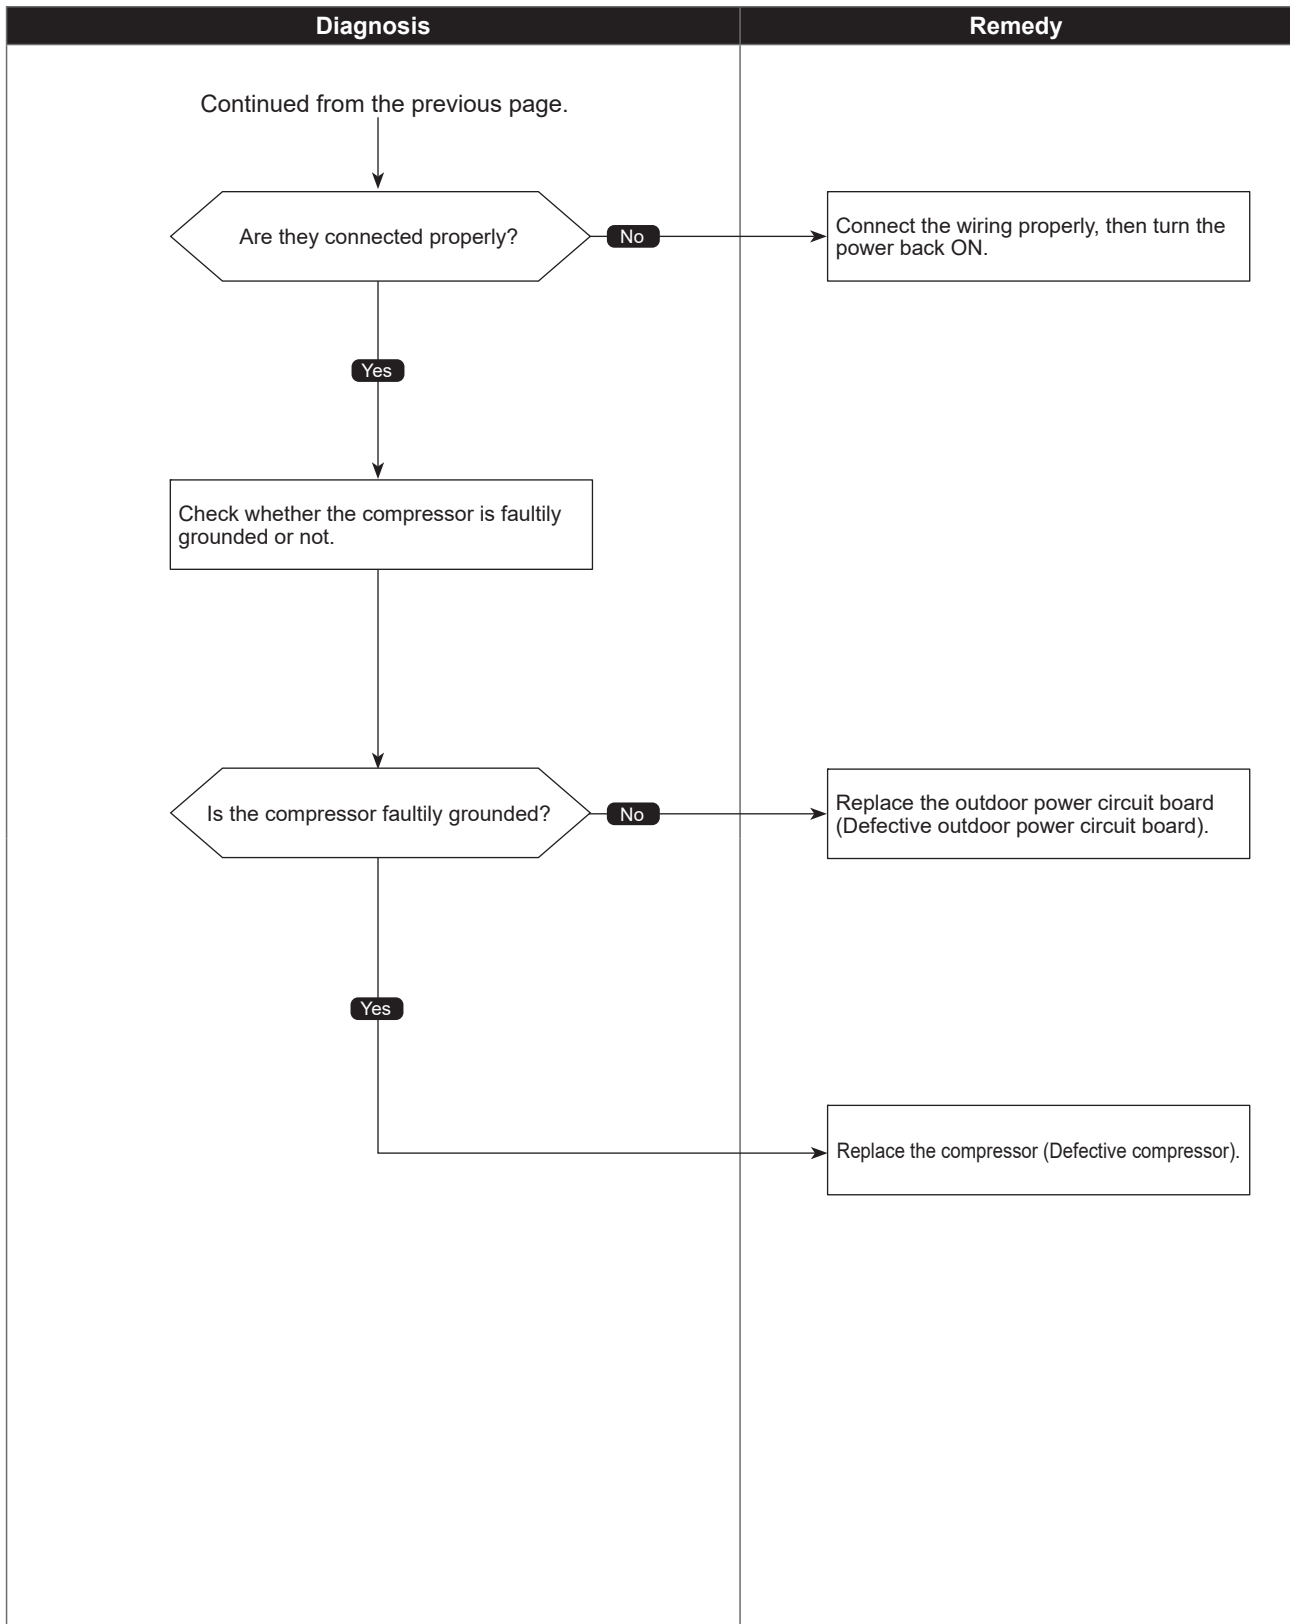 Diagnosis
Remedy
Continued from the previous page.
Are they connected properly?
No
Connect the wiring properly, then turn the
power back ON.
Yes
Check whether the compressor is faultily
grounded or not.
Is the compressor faultily grounded?
No
Replace the outdoor power circuit board
(Defective outdoor power circuit board).
Yes
Replace the compressor (Defective compressor).